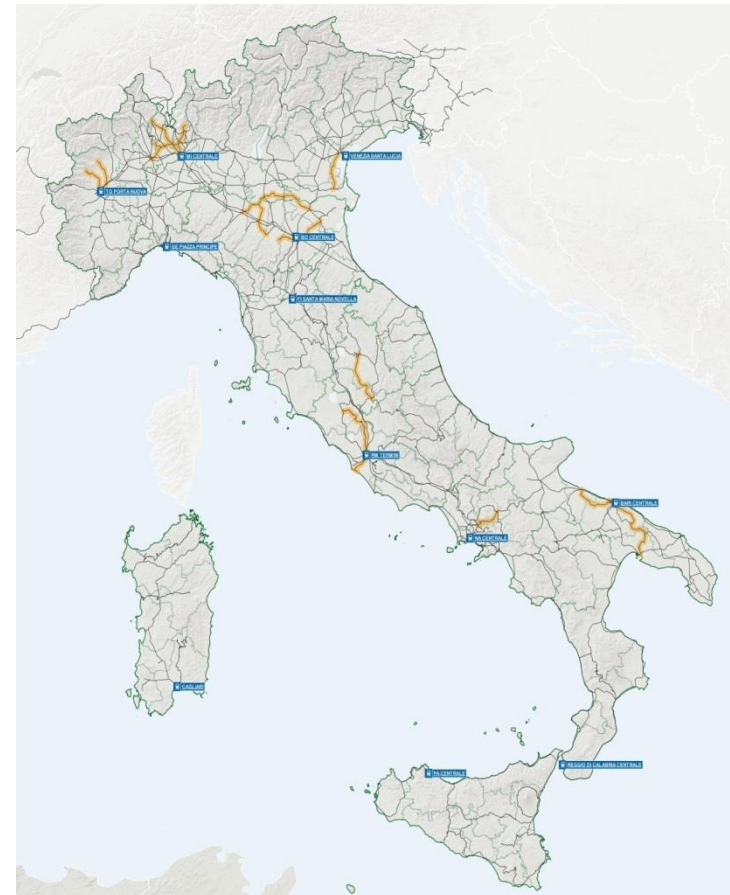 MI CENTRALE
VENEZIA SANTA LUCIA
TO PORTA NUOVA
BO CENTRALE
GE PIAZZA PRINCIPE
FI SANTA MARIA NOVELLA
RM TERMINI
BARI CENTRALE
NA CENTRALE
CAGLIARI
REGGIO DI CALABRIA CENTRALE
PA CENTRALE